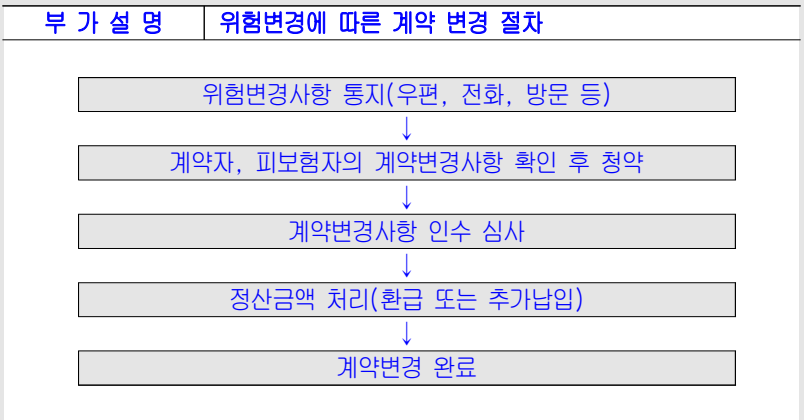 부 가 설 명 위험변경에 따른 계약 변경 절차
위험변경사항 통지(우편, 전화, 방문 등)
↓
계약자, 피보험자의 계약변경사항 확인 후 청약
↓
계약변경사항 인수 심사
↓
정산금액 처리(환급 또는 추가납입)
↓
계약변경 완료